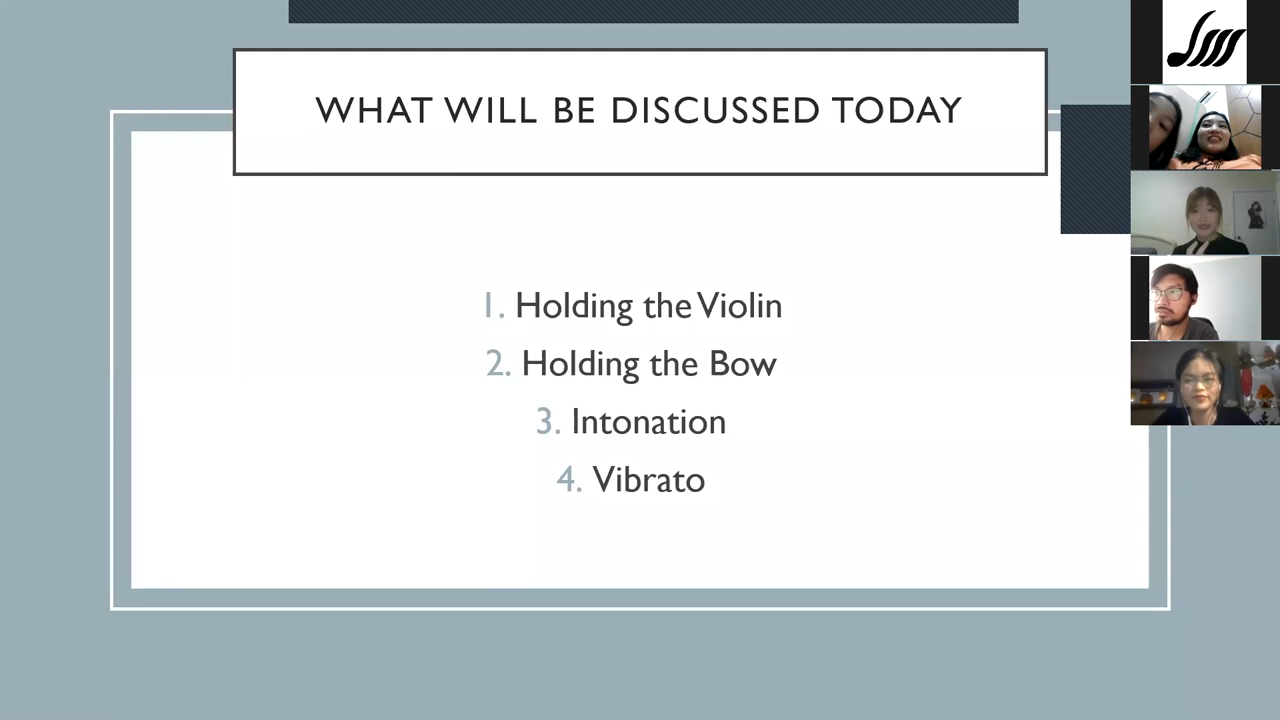 WHAT WILL BE DISCUSSED TODAY
1. Holding the Violin
2. Holding the Bow
3. Intonation
4. Vibrato